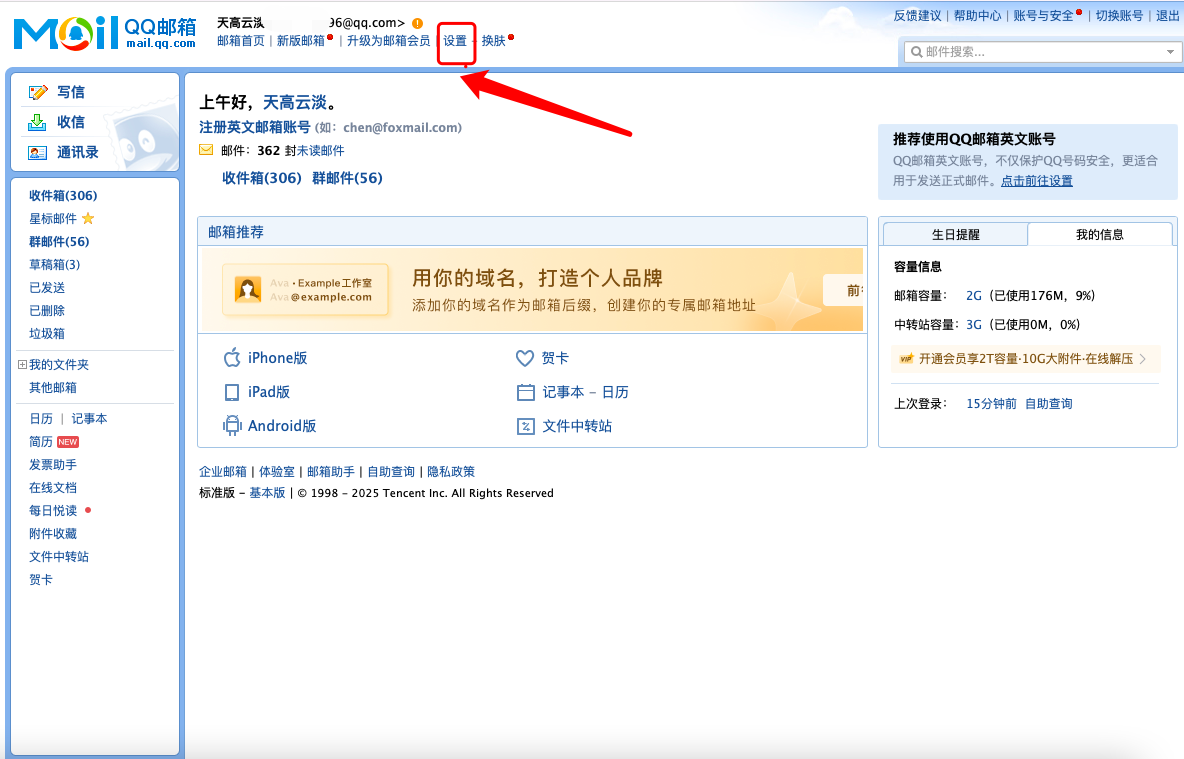 Mail QQ邮箱
mail.qq.com
天高云淡 96@qq.com>
邮箱首页 | 新版邮箱 | 升级为邮箱会员 | 设置 - 换肤
反馈建议 | 帮助中心 | 账号与安全 | 切换账号 | 退出
邮件搜索...
写信
收信
通讯录
收件箱(306)
星标邮件
群邮件(56)
草稿箱(3)
已发送
已删除
垃圾箱
我的文件夹
其他邮箱
日历 | 记事本
简历 NEW
发票助手
在线文档
每日悦读
附件收藏
文件中转站
贺卡
上午好，天高云淡。
注册英文邮箱账号 (如：chen@foxmail.com)
邮件：362 封未读邮件
收件箱(306) 群邮件(56)
推荐使用QQ邮箱英文账号
QQ邮箱英文账号，不仅保护QQ号码安全，更适合
用于发送正式邮件。点击前往设置
邮箱推荐
Ava · Example工作室
Ava@example.com
用你的域名，打造个人品牌
添加你的域名作为邮箱后缀，创建你的专属邮箱地址
前
iPhone版
贺卡
iPad版
记事本 - 日历
Android版
文件中转站
生日提醒
我的信息
容量信息
邮箱容量： 2G (已使用176M，9%)
中转站容量：3G (已使用0M，0%)
VIP 开通会员享2T容量·10G大附件·在线解压
上次登录： 15分钟前 自助查询
企业邮箱 | 体验室 | 邮箱助手 | 自助查询 | 隐私政策
标准版 - 基本版 | © 1998 - 2025 Tencent Inc. All Rights Reserved